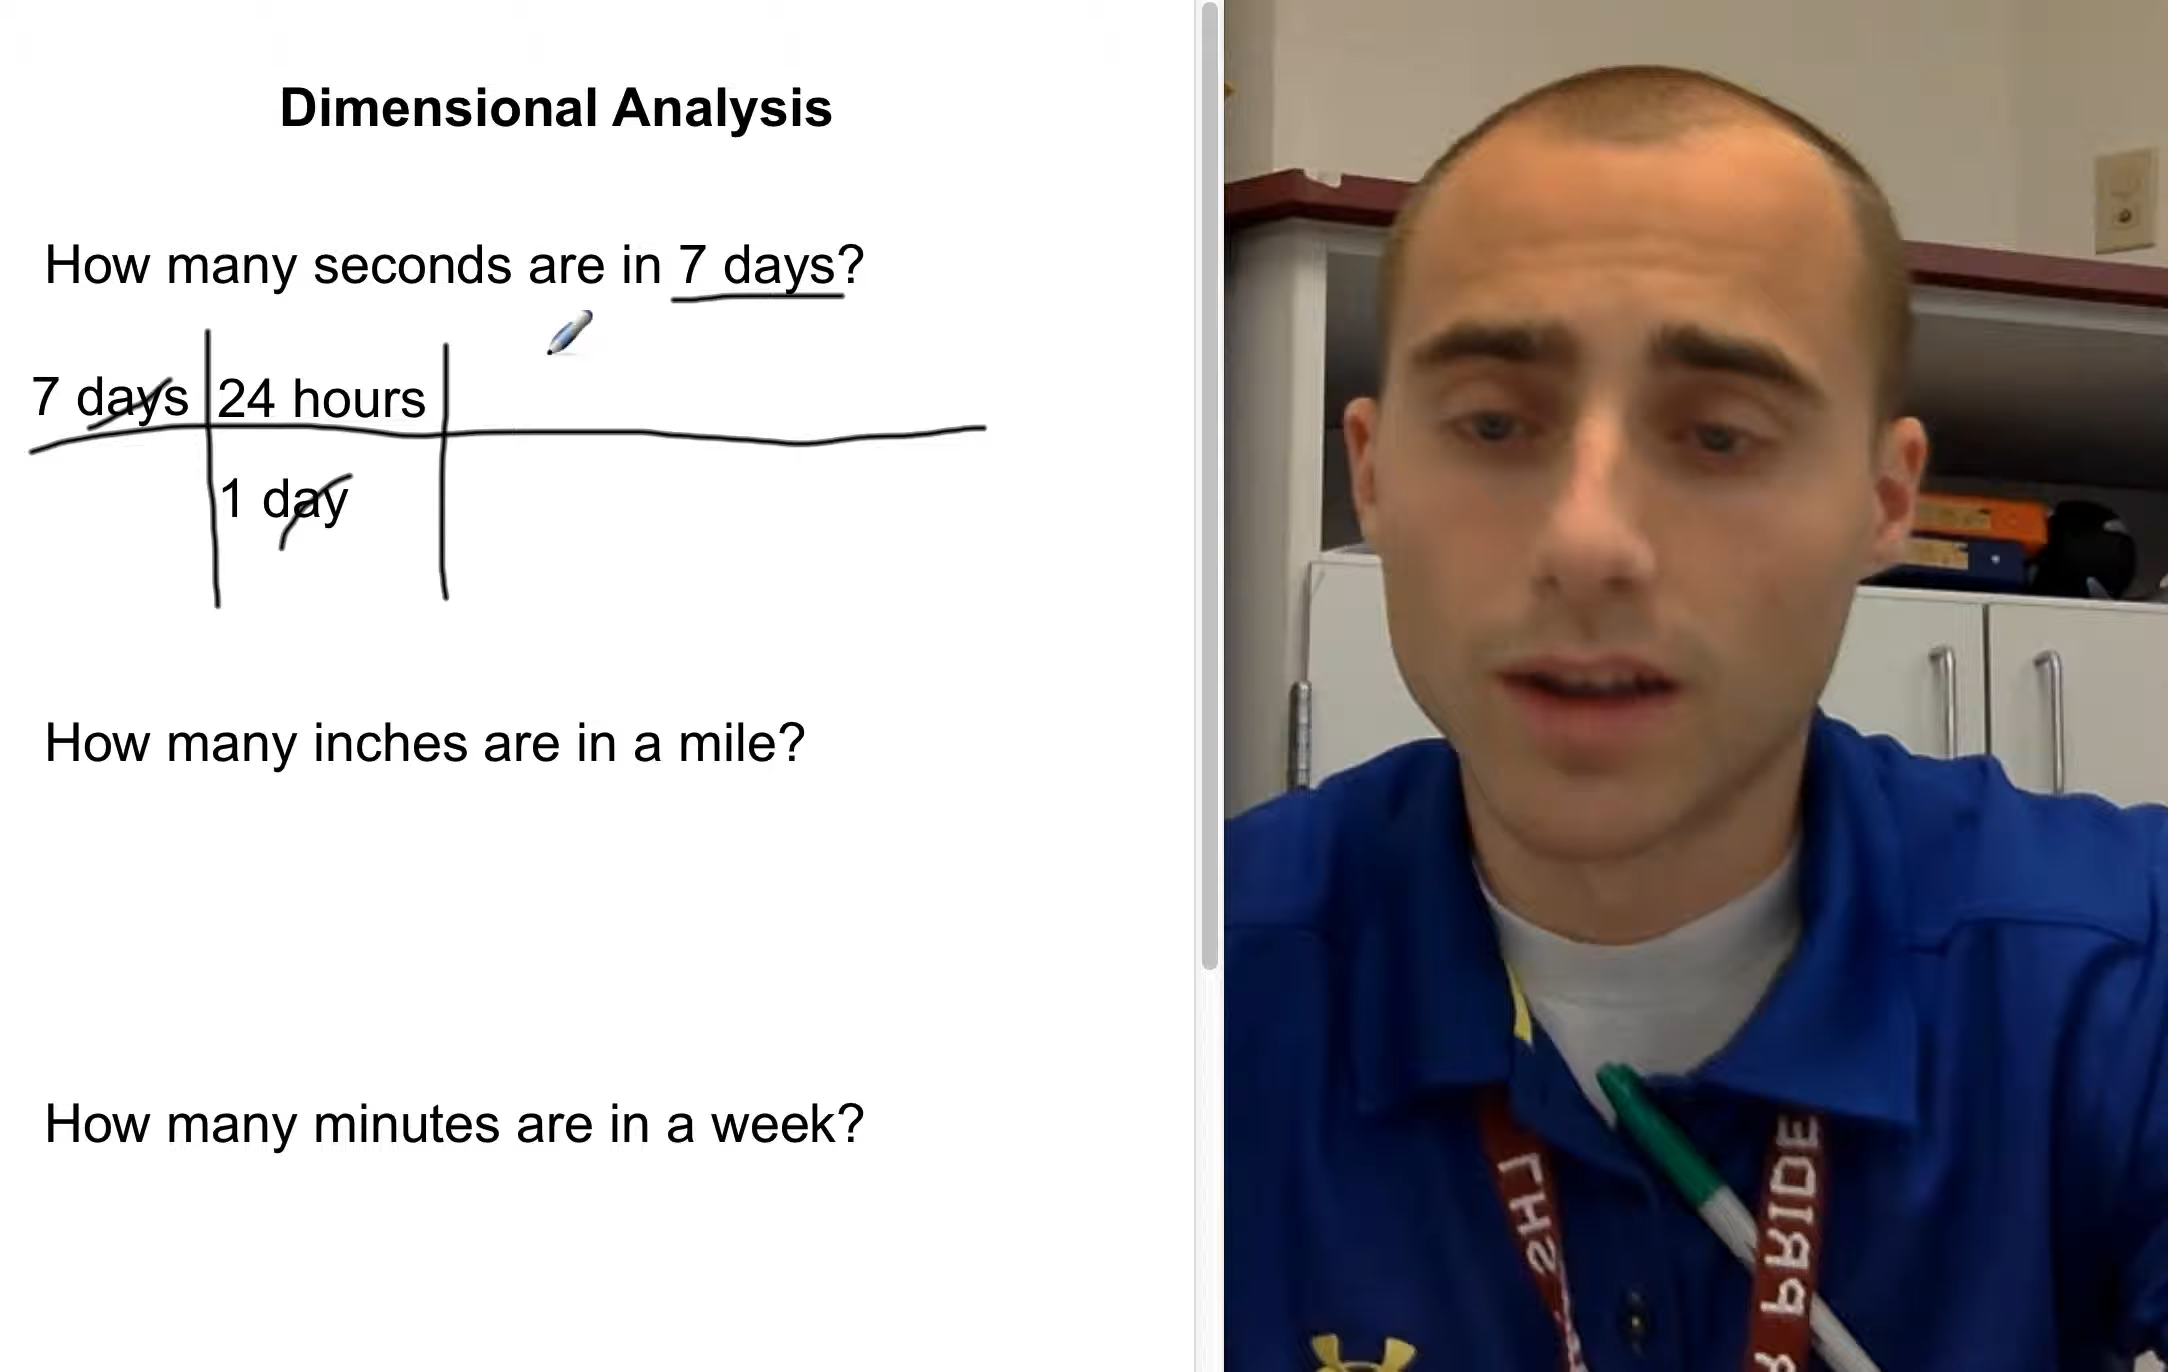 Dimensional Analysis
How many seconds are in 7 days?
7 days 24 hours
1 day
How many inches are in a mile?
How many minutes are in a week?
LHS
R PRIDE